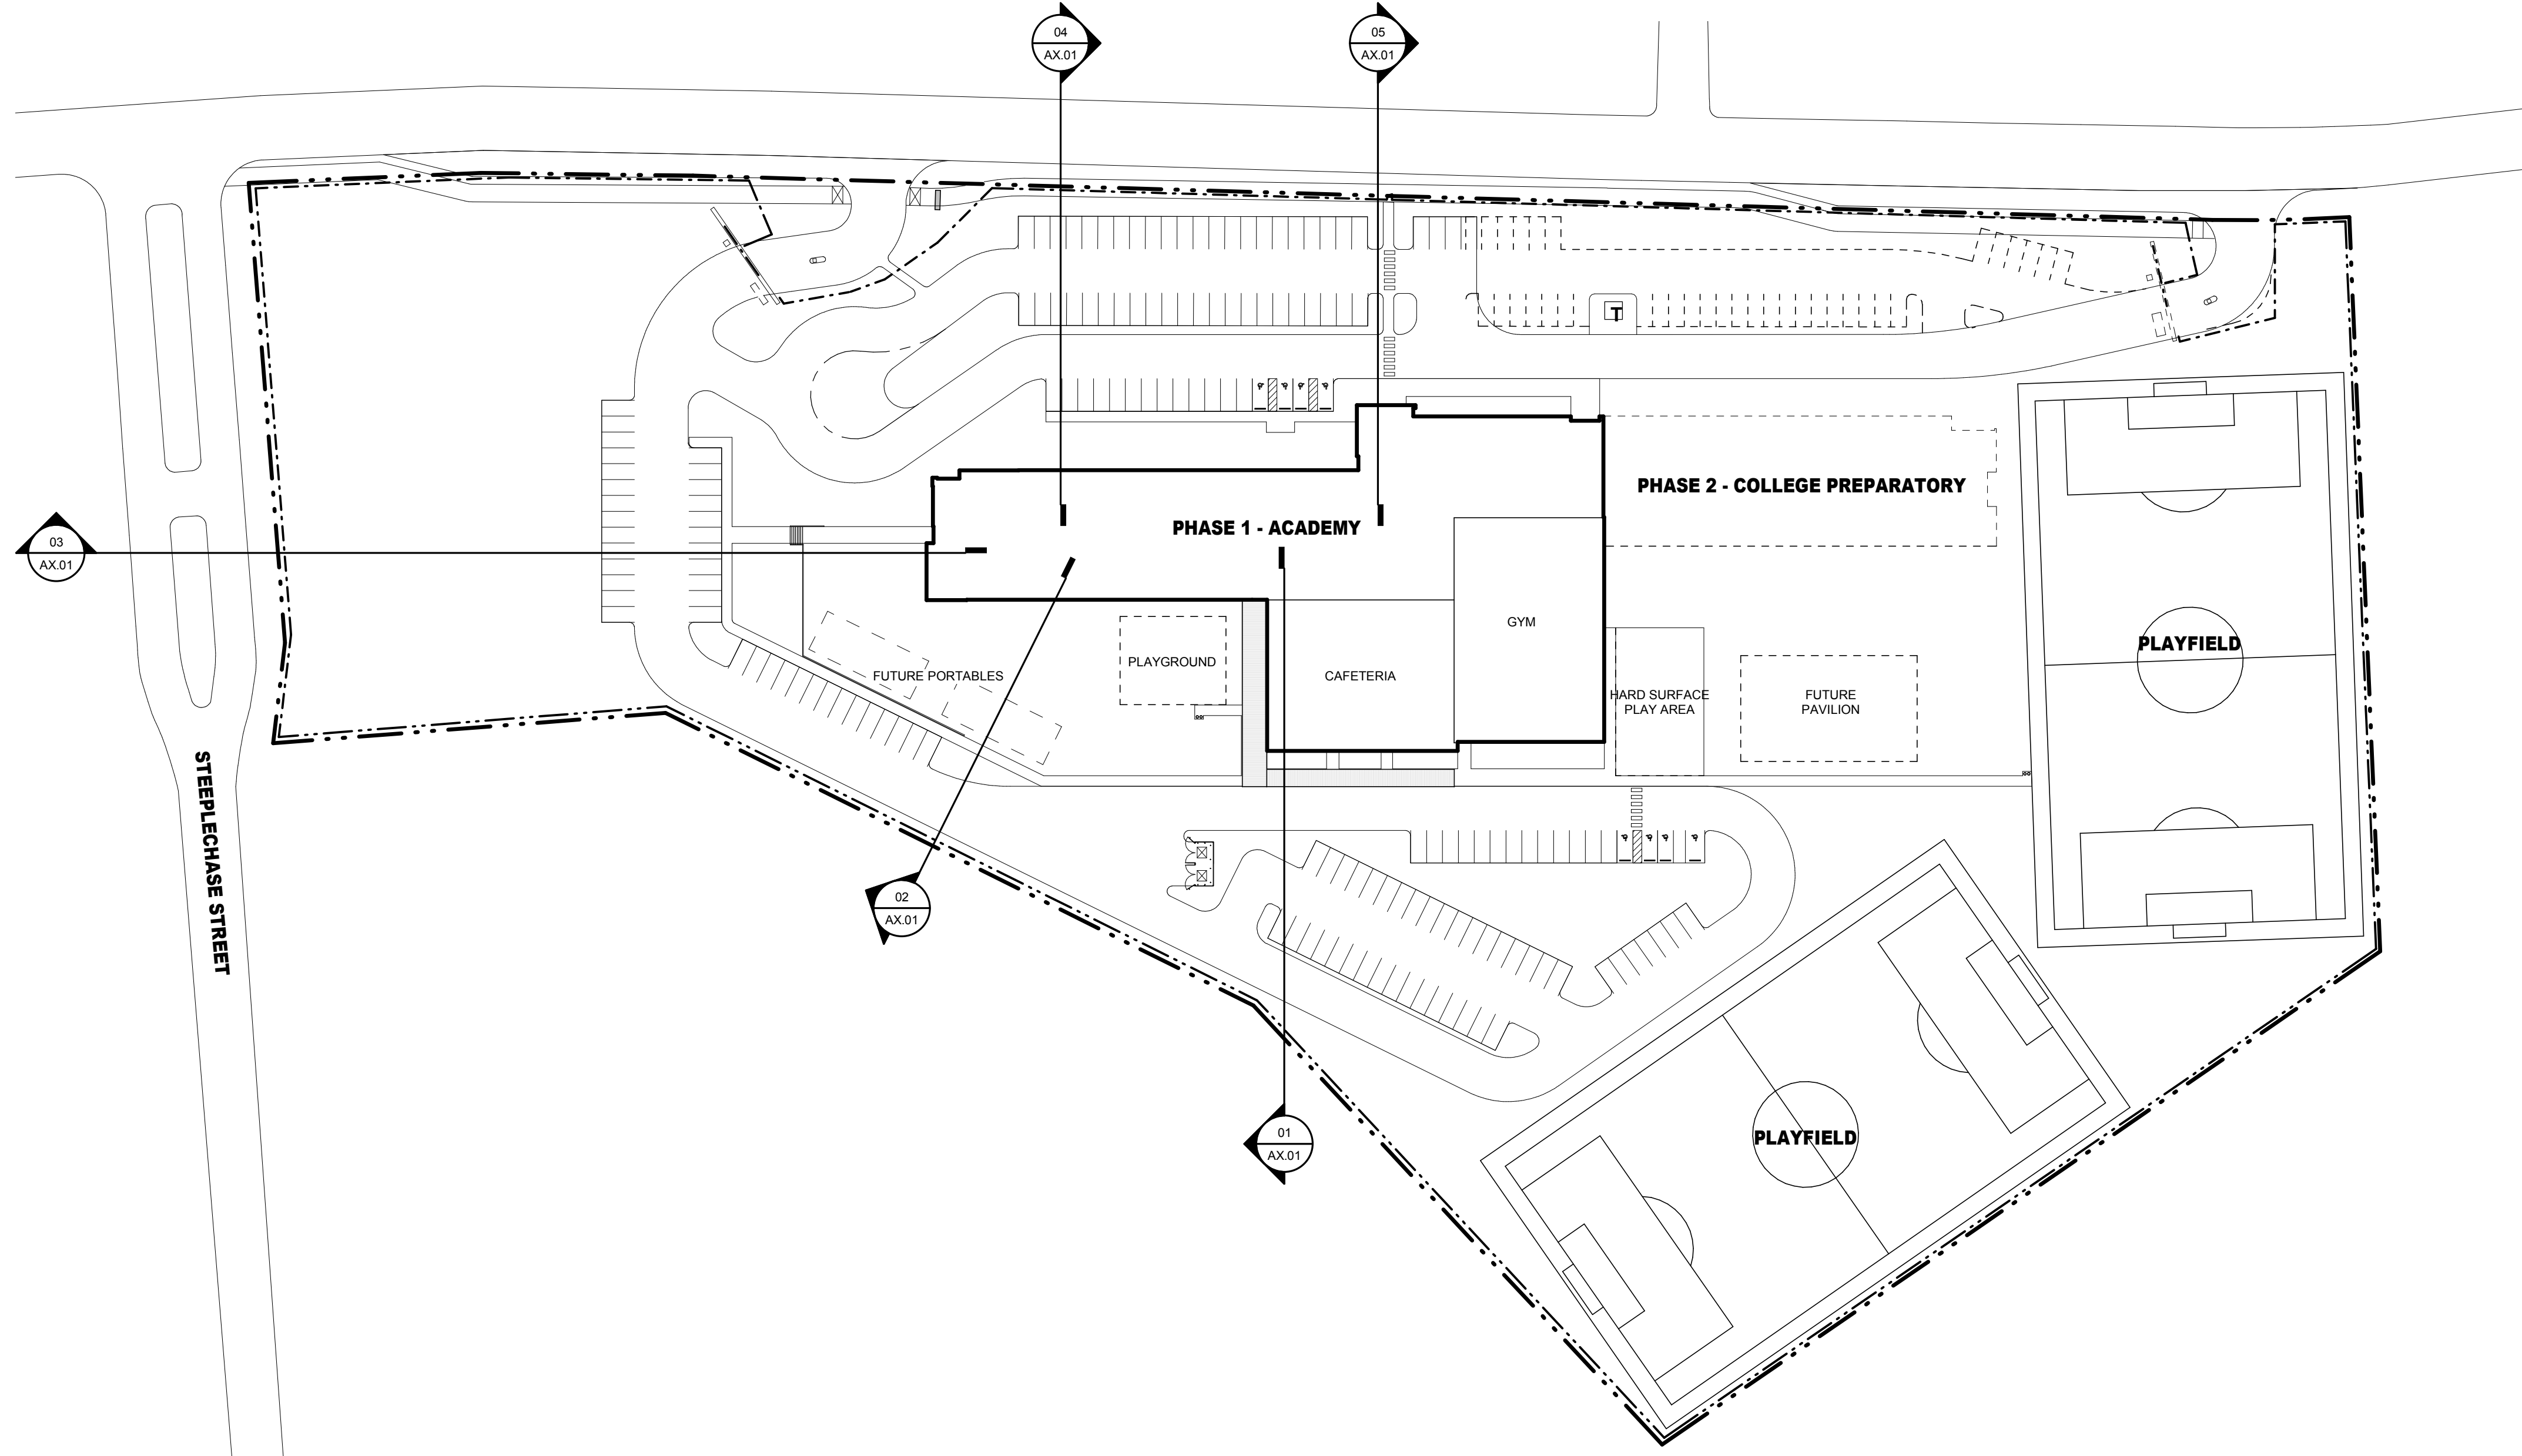 04
AX.01
05
AX.01
T
PHASE 2 - COLLEGE PREPARATORY
PHASE 1 - ACADEMY
03
AX.01
GYM
PLAYFIELD
PLAYGROUND
FUTURE PORTABLES
CAFETERIA
HARD SURFACE
PLAY AREA
FUTURE
PAVILION
STEEPLECHASE STREET
02
AX.01
01
AX.01
PLAYFIELD